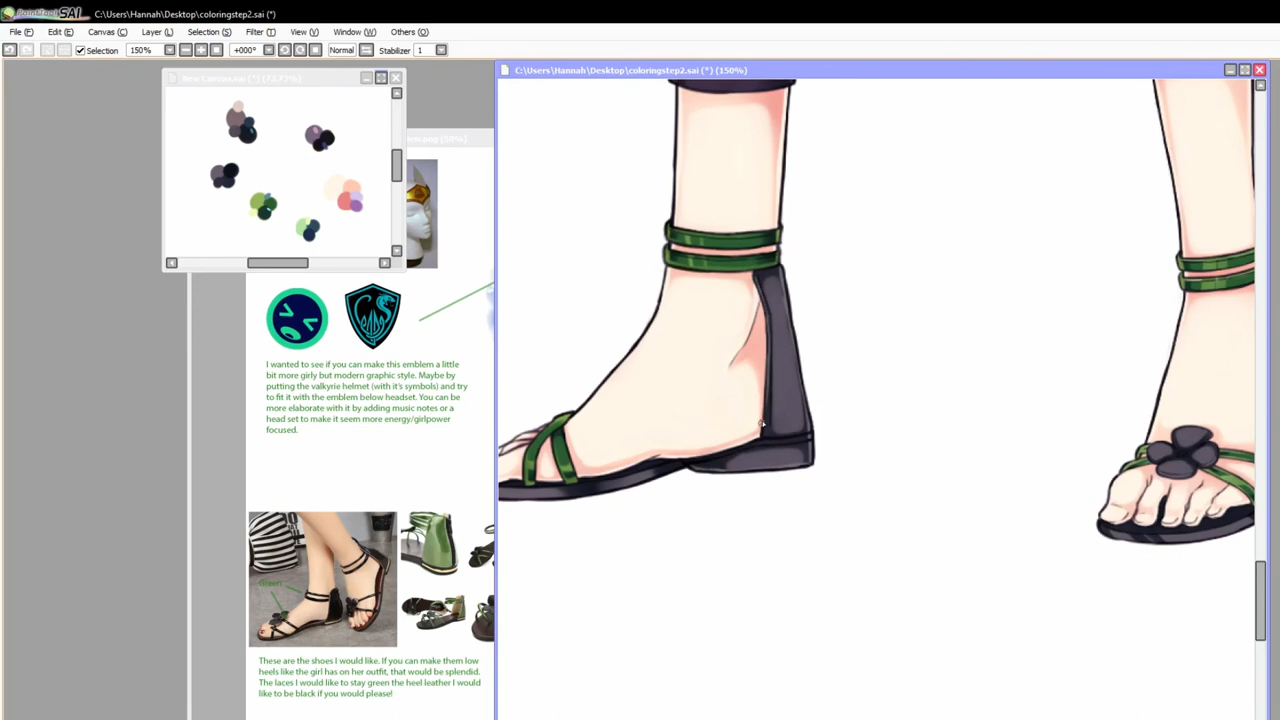 PaintTool SAI C:\Users\Hannah\Desktop\coloringstep2.sai (*)
File (F) Edit (E) Canvas (C) Layer (L) Selection (S) Filter (T) View (V) Window (W) Others (O)
Selection 150% +000° Normal Stabilizer 1
C:\Users\Hannah\Desktop\coloringstep2.sai (*) (150%)
I wanted to see if you can make this emblem a little
bit more girly but modern graphic style. Maybe by
putting the valkyrie helmet (with it's symbols) and try
to fit it with the emblem below headset. You can be
more elaborate with it by adding music notes or a
head set to make it seem more energy/girlpower
focused.
Green
These are the shoes I would like. If you can make them low
heels like the girl has on her outfit, that would be splendid.
The laces I would like to stay green the heel leather I would
like to be black if you would please!